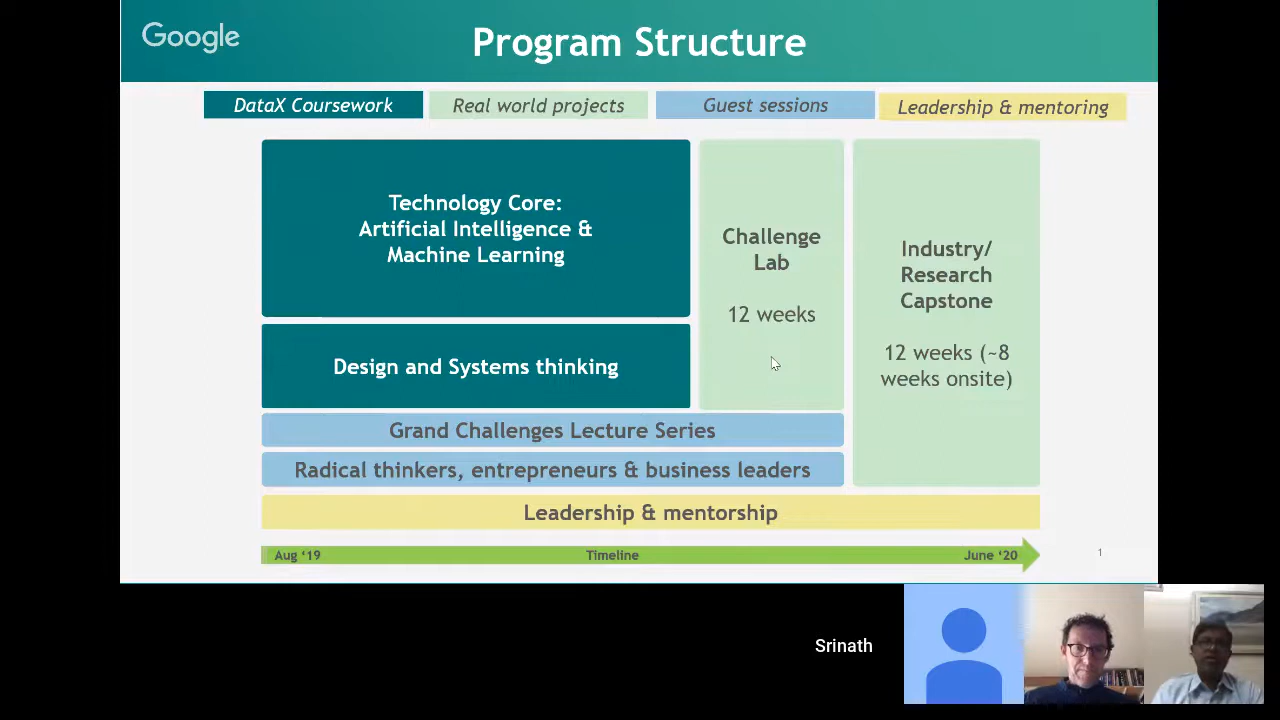 Google
Program Structure
DataX Coursework
Real world projects
Guest sessions
Leadership & mentoring
Technology Core:
Artificial Intelligence &
Machine Learning
Challenge
Lab
12 weeks
Industry/
Research
Capstone
12 weeks (~8
weeks onsite)
Design and Systems thinking
Grand Challenges Lecture Series
Radical thinkers, entrepreneurs & business leaders
Leadership & mentorship
Aug ‘19
Timeline
June ‘20
1
Srinath